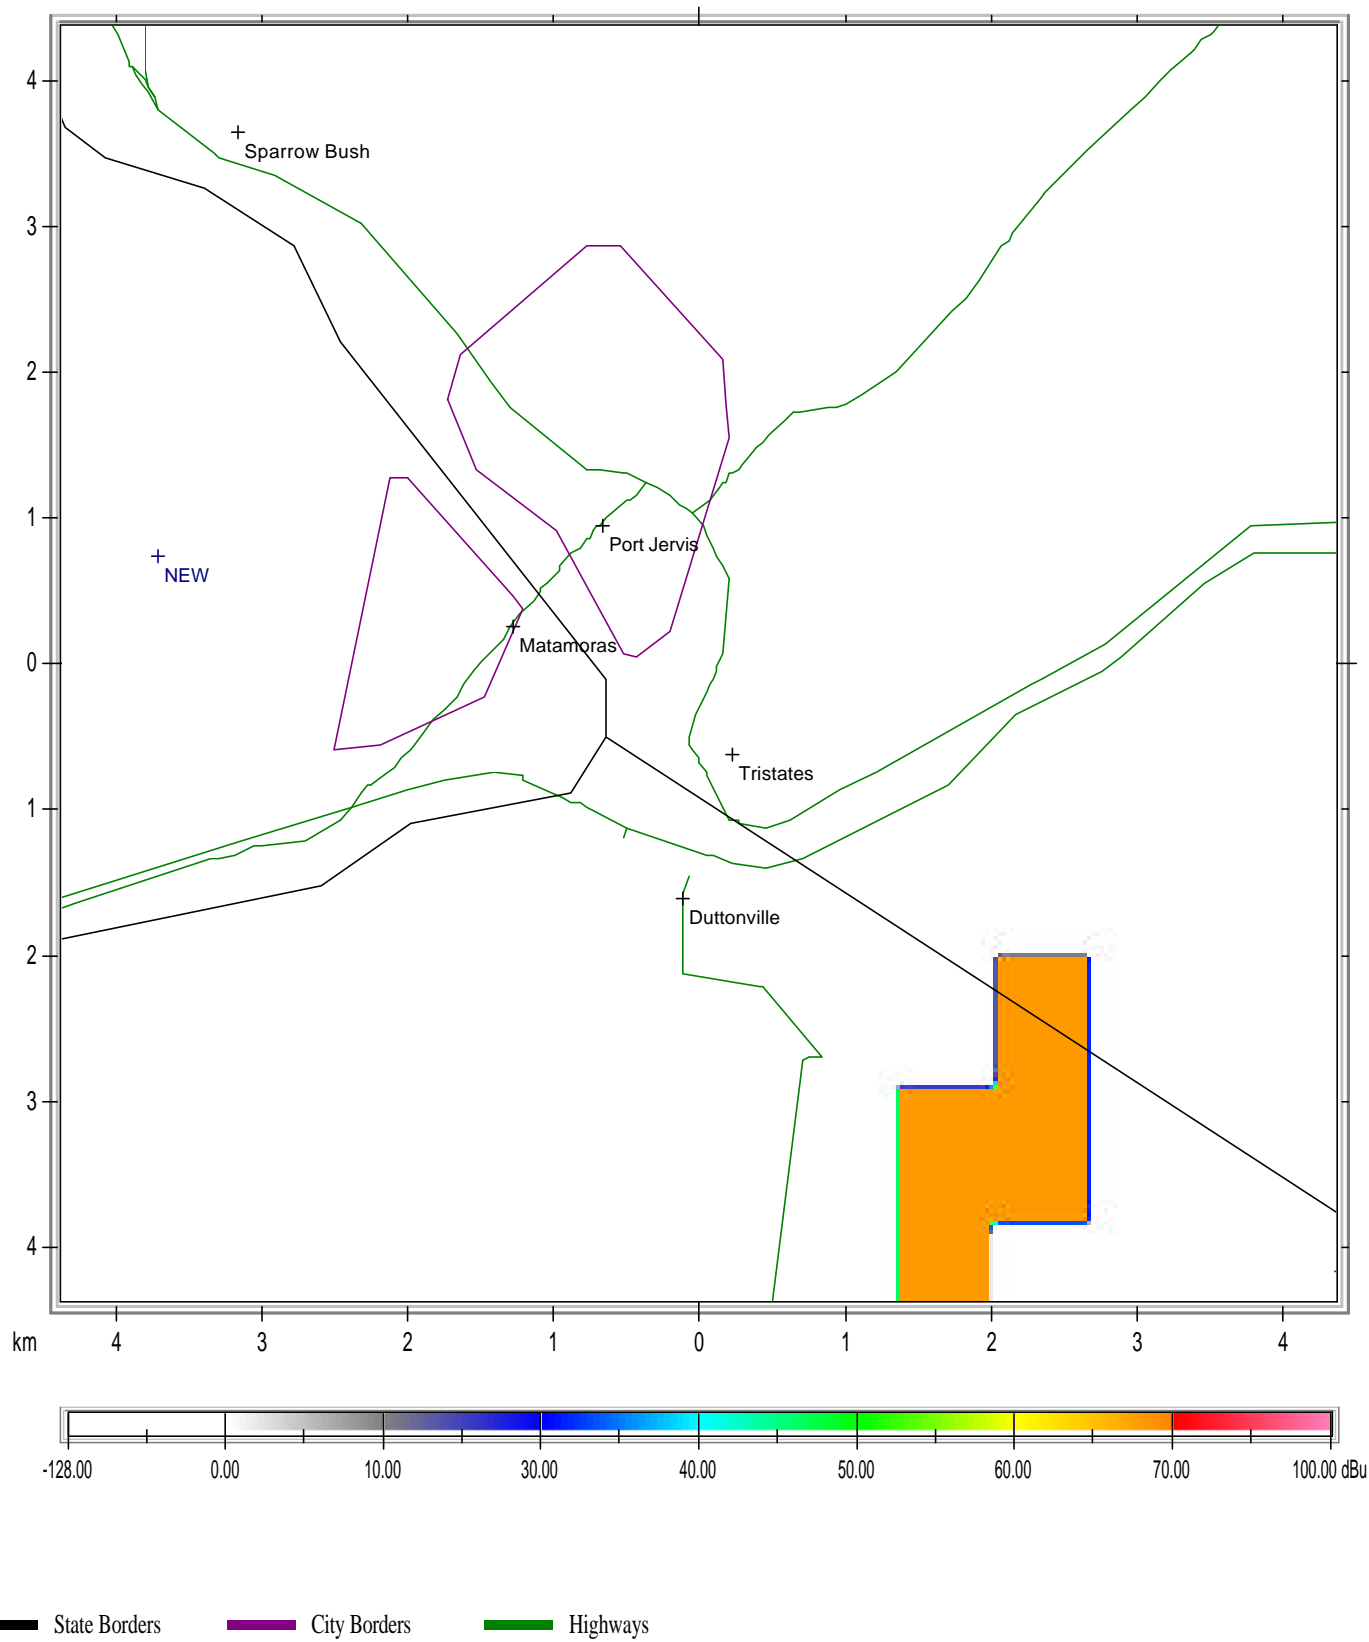 4
Sparrow Bush
3
2
1
Port Jervis
NEW
Matamoras
0
Tristates
1
Duttonville
2
3
4
km 4 3 2 1 0 1 2 3 4
-128.00 0.00 10.00 30.00 40.00 50.00 60.00 70.00 100.00 dBu
State Borders City Borders Highways